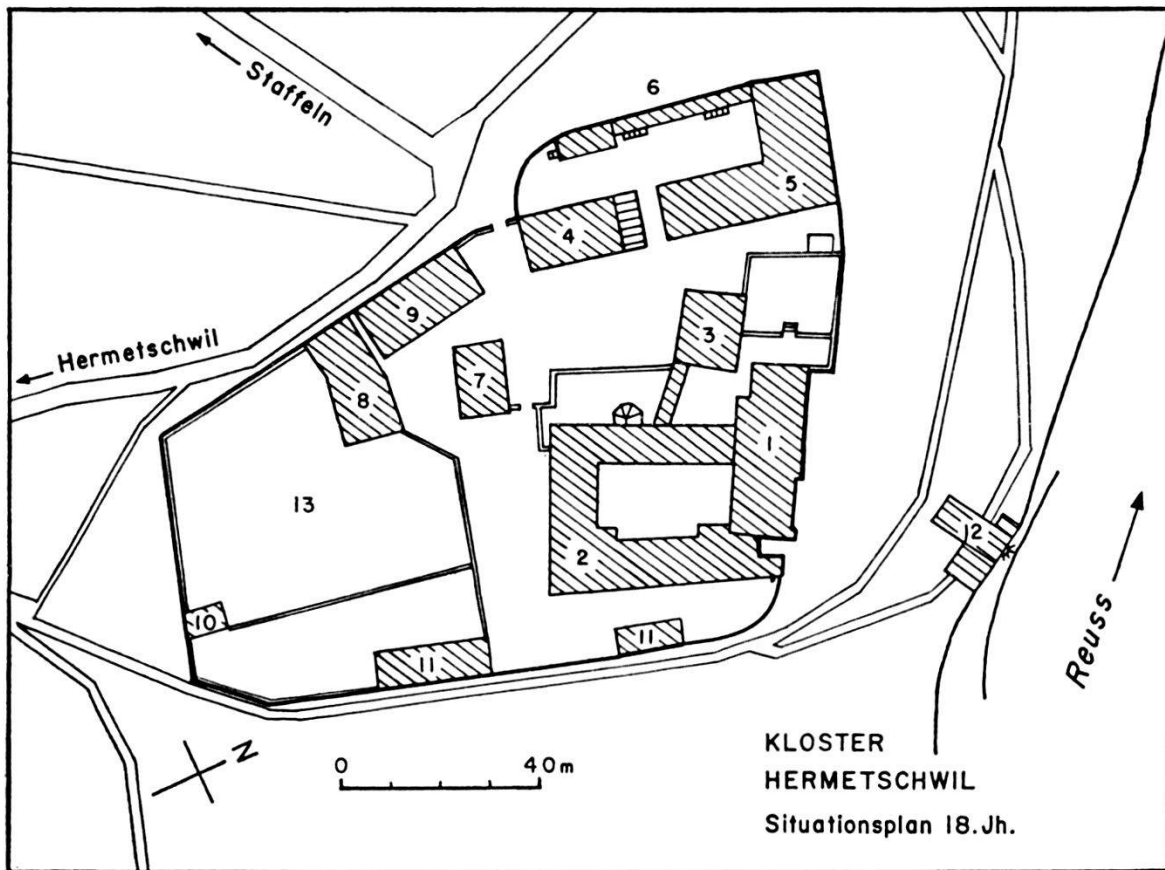 Staffeln
6
5
4
9
3
Hermetschwil
7
8
1
13
12
2
10
11
11
Reuss
N
0 40m
KLOSTER
HERMETSCHWIL
Situationsplan 18.Jh.